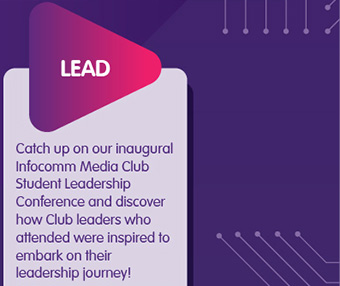 LEAD
Catch up on our inaugural
Infocomm Media Club
Student Leadership
Conference and discover
how Club leaders who
attended were inspired to
embark on their
leadership journey!